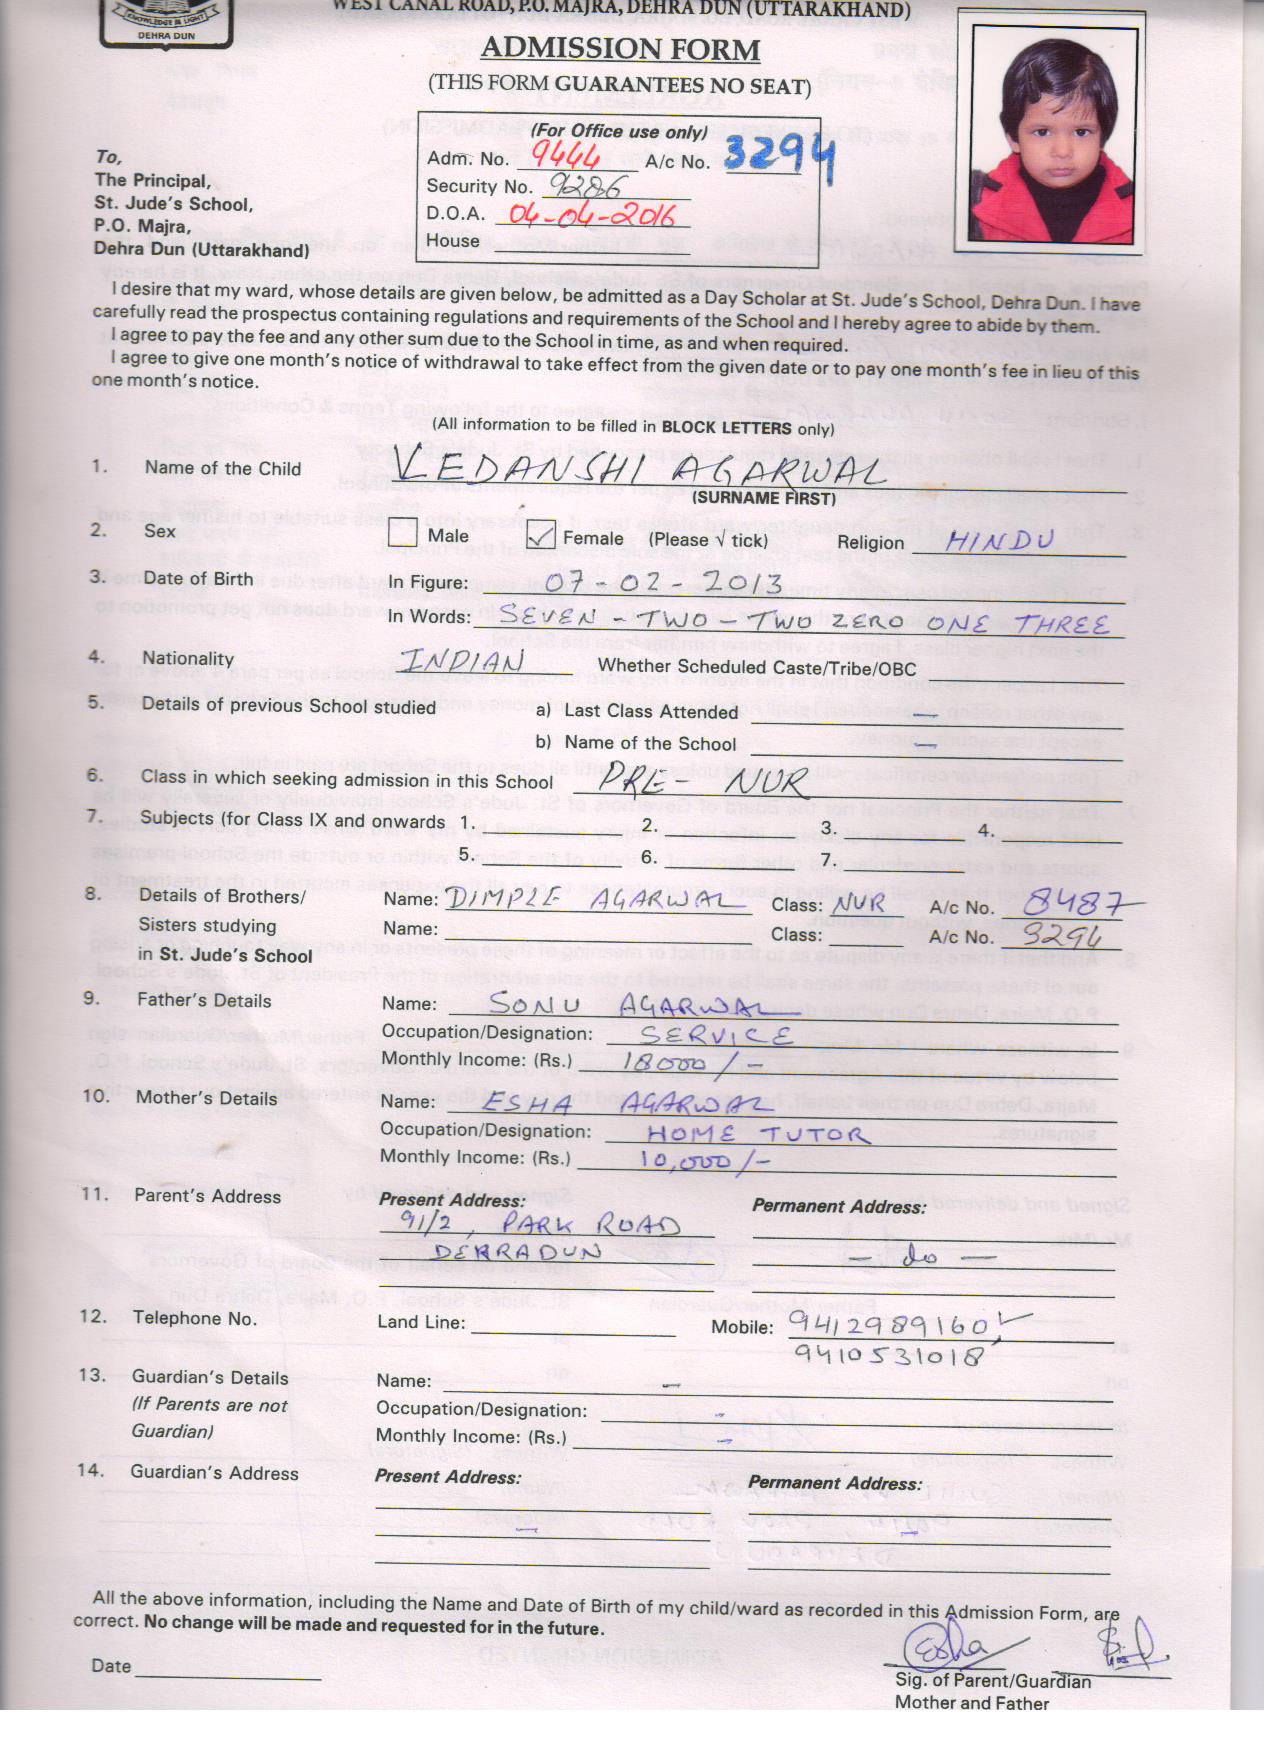 WEST CANAL ROAD, P.O. MAJRA, DEHRA DUN (UTTARAKHAND)
KNOWLEDGE IS LIGHT
DEHRA DUN
ADMISSION FORM
(THIS FORM GUARANTEES NO SEAT)
(For Office use only)
Adm. No. 9444 A/c No. 3294
Security No. 9286
D.O.A. 04-04-2016
House
To,
The Principal,
St. Jude's School,
P.O. Majra,
Dehra Dun (Uttarakhand)
I desire that my ward, whose details are given below, be admitted as a Day Scholar at St. Jude's School, Dehra Dun. I have
carefully read the prospectus containing regulations and requirements of the School and I hereby agree to abide by them.
I agree to pay the fee and any other sum due to the School in time, as and when required.
I agree to give one month's notice of withdrawal to take effect from the given date or to pay one month's fee in lieu of this
one month's notice.
(All information to be filled in BLOCK LETTERS only)
1. Name of the Child VEDANSHI AGARWAL
(SURNAME FIRST)
2. Sex Male Female (Please √ tick) Religion HINDU
3. Date of Birth In Figure: 07-02-2013
In Words: SEVEN - TWO - TWO ZERO ONE THREE
4. Nationality INDIAN Whether Scheduled Caste/Tribe/OBC
5. Details of previous School studied a) Last Class Attended -
b) Name of the School -
6. Class in which seeking admission in this School PRE- NUR
7. Subjects (for Class IX and onwards 1. 2. 3. 4.
5. 6. 7.
8. Details of Brothers/ Name: DIMPLE AGARWAL Class: NUR A/c No. 8487
Sisters studying Name: Class: A/c No. 3294
in St. Jude's School
9. Father's Details Name: SONU AGARWAL
Occupation/Designation: SERVICE
Monthly Income: (Rs.) 18000/-
10. Mother's Details Name: ESHA AGARWAL
Occupation/Designation: HOME TUTOR
Monthly Income: (Rs.) 10,000/-
11. Parent's Address Present Address: Permanent Address:
91/2, PARK ROAD
DEHRADUN - do -
12. Telephone No. Land Line: Mobile: 9412989160,
9410531018
13. Guardian's Details Name: -
(If Parents are not Occupation/Designation: -
Guardian) Monthly Income: (Rs.) -
14. Guardian's Address Present Address: Permanent Address:
- -
All the above information, including the Name and Date of Birth of my child/ward as recorded in this Admission Form, are
correct. No change will be made and requested for in the future.
Esha
Date
Sig. of Parent/Guardian
Mother and Father